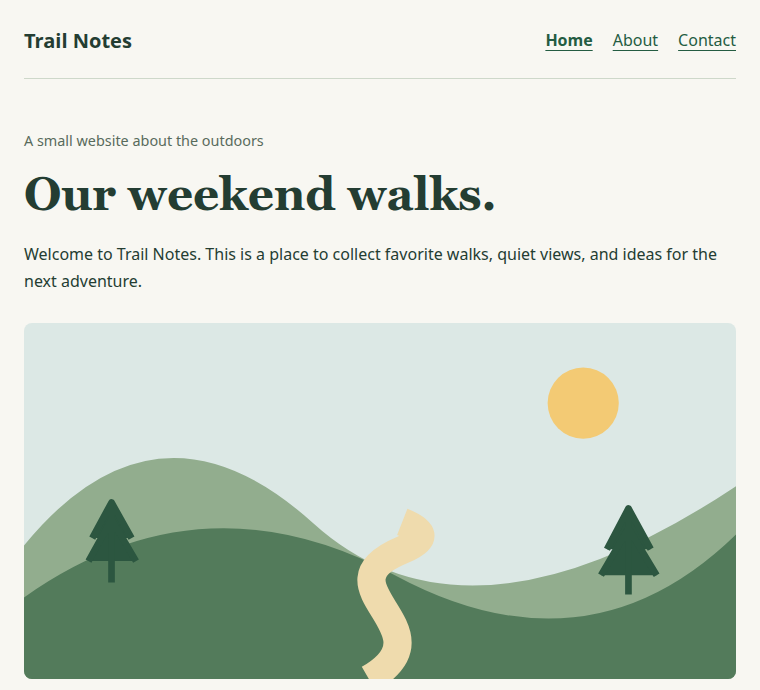 Trail Notes
Home About Contact
A small website about the outdoors
Our weekend walks.
Welcome to Trail Notes. This is a place to collect favorite walks, quiet views, and ideas for the
next adventure.